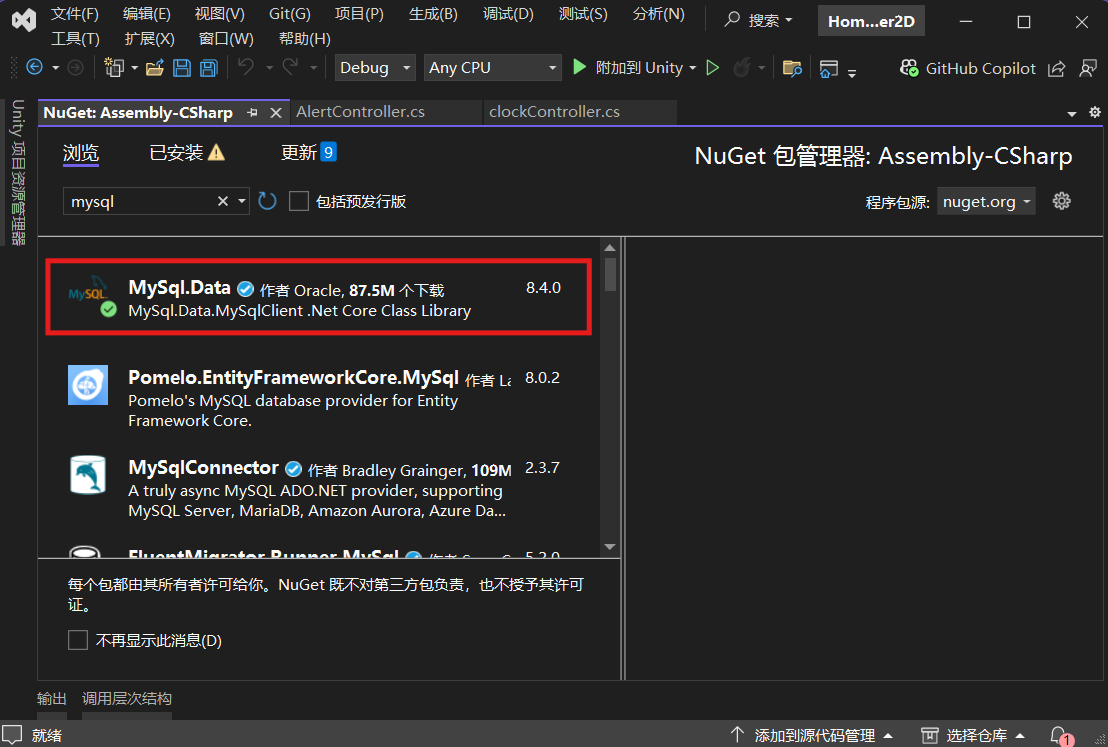 文件(F) 编辑(E) 视图(V) Git(G) 项目(P) 生成(B) 调试(D) 测试(S) 分析(N) 搜索 Hom...er2D
工具(T) 扩展(X) 窗口(W) 帮助(H)
Debug Any CPU 附加到 Unity GitHub Copilot
Unity 项目资源管理器
NuGet: Assembly-CSharp AlertController.cs clockController.cs
浏览 已安装 更新 9 NuGet 包管理器: Assembly-CSharp
mysql 包括预发行版 程序包源: nuget.org
MySQL
MySql.Data 作者 Oracle, 87.5M 个下载 8.4.0
MySql.Data.MySqlClient .Net Core Class Library
Pomelo.EntityFrameworkCore.MySql 作者 8.0.2
Pomelo's MySQL database provider for Entity
Framework Core.
MySqlConnector 作者 Bradley Grainger, 109M 2.3.7
A truly async MySQL ADO.NET provider, supporting
MySQL Server, MariaDB, Amazon Aurora, Azure Da...
FluentMigrator.Runner.MySql 5.2.0
每个包都由其所有者许可给你。NuGet 既不对第三方包负责，也不授予其许可
证。
不再显示此消息(D)
输出 调用层次结构
就绪 添加到源代码管理 选择仓库 1